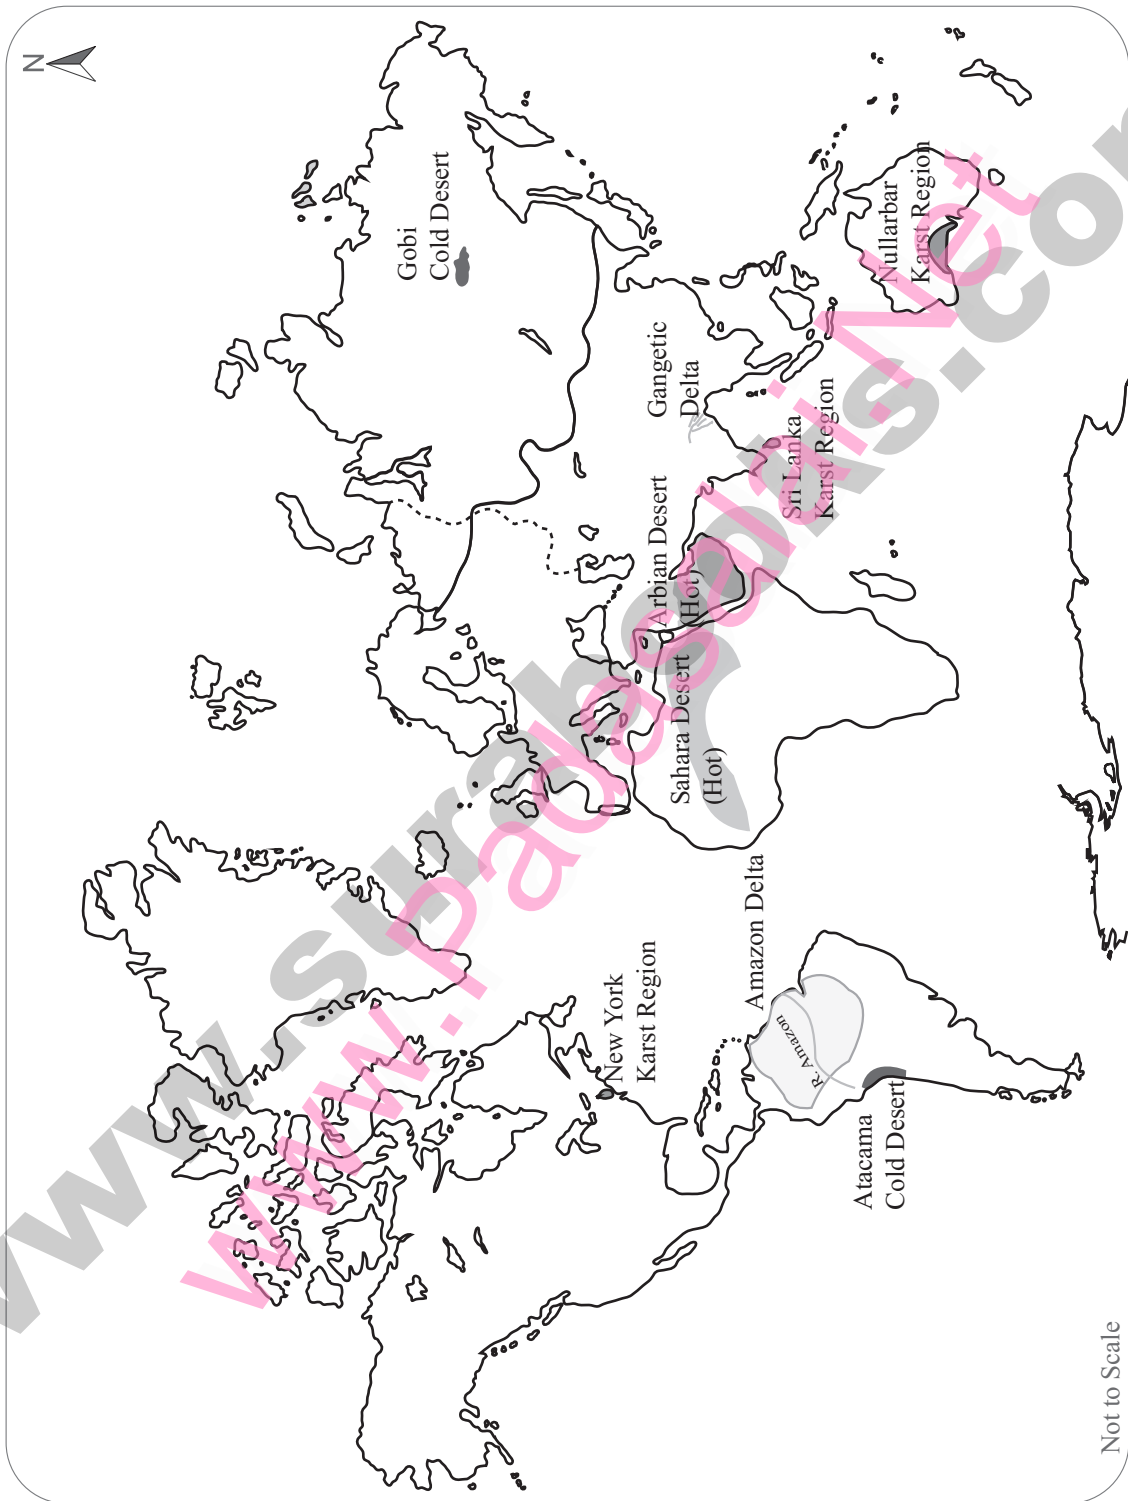 N
Gobi
Cold Desert
Nullarbar
Karst Region
Gangetic
Delta
Sri Lanka
Karst Region
Arbian Desert
(Hot)
Sahara Desert
(Hot)
Amazon Delta
R. Amazon
New York
Karst Region
Atacama
Cold Desert
Not to Scale
www.surabooks.com
www.Padasalai.Net